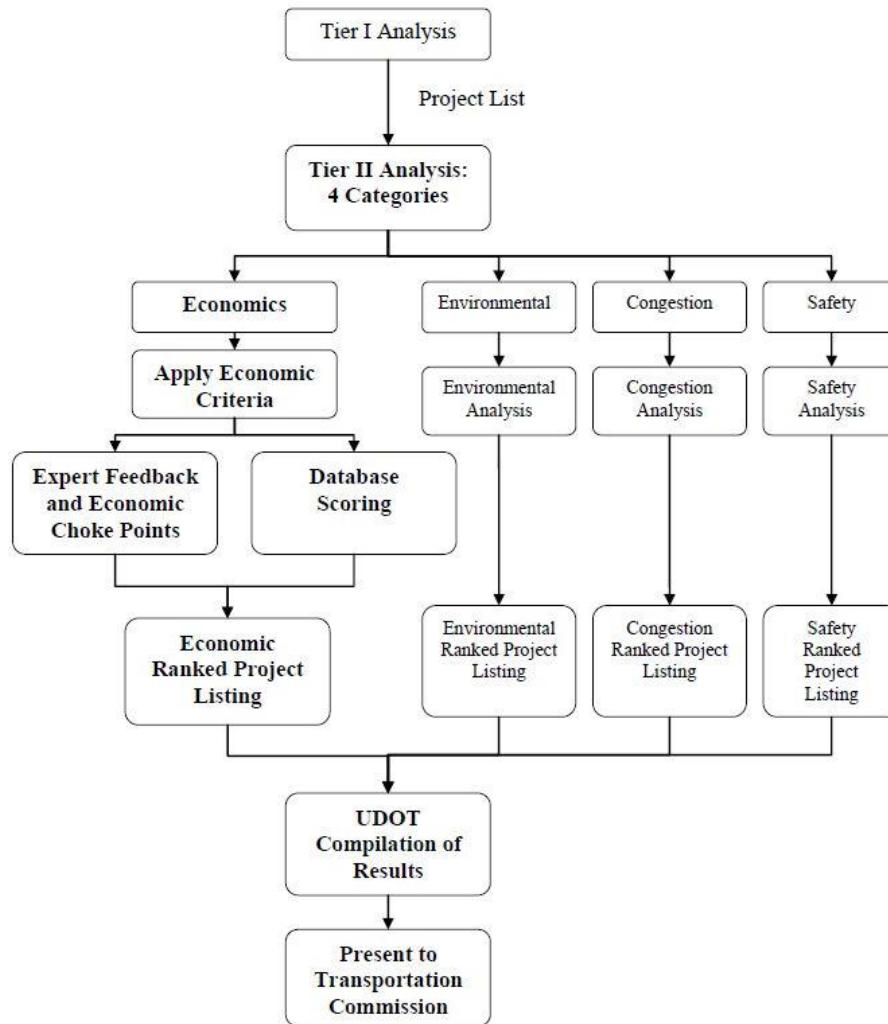 Tier I Analysis
Project List
Tier II Analysis:
4 Categories
Economics
Environmental
Congestion
Safety
Apply Economic
Criteria
Environmental
Analysis
Congestion
Analysis
Safety
Analysis
Expert Feedback
and Economic
Choke Points
Database
Scoring
Economic
Ranked Project
Listing
Environmental
Ranked Project
Listing
Congestion
Ranked Project
Listing
Safety
Ranked
Project
Listing
UDOT
Compilation of
Results
Present to
Transportation
Commission